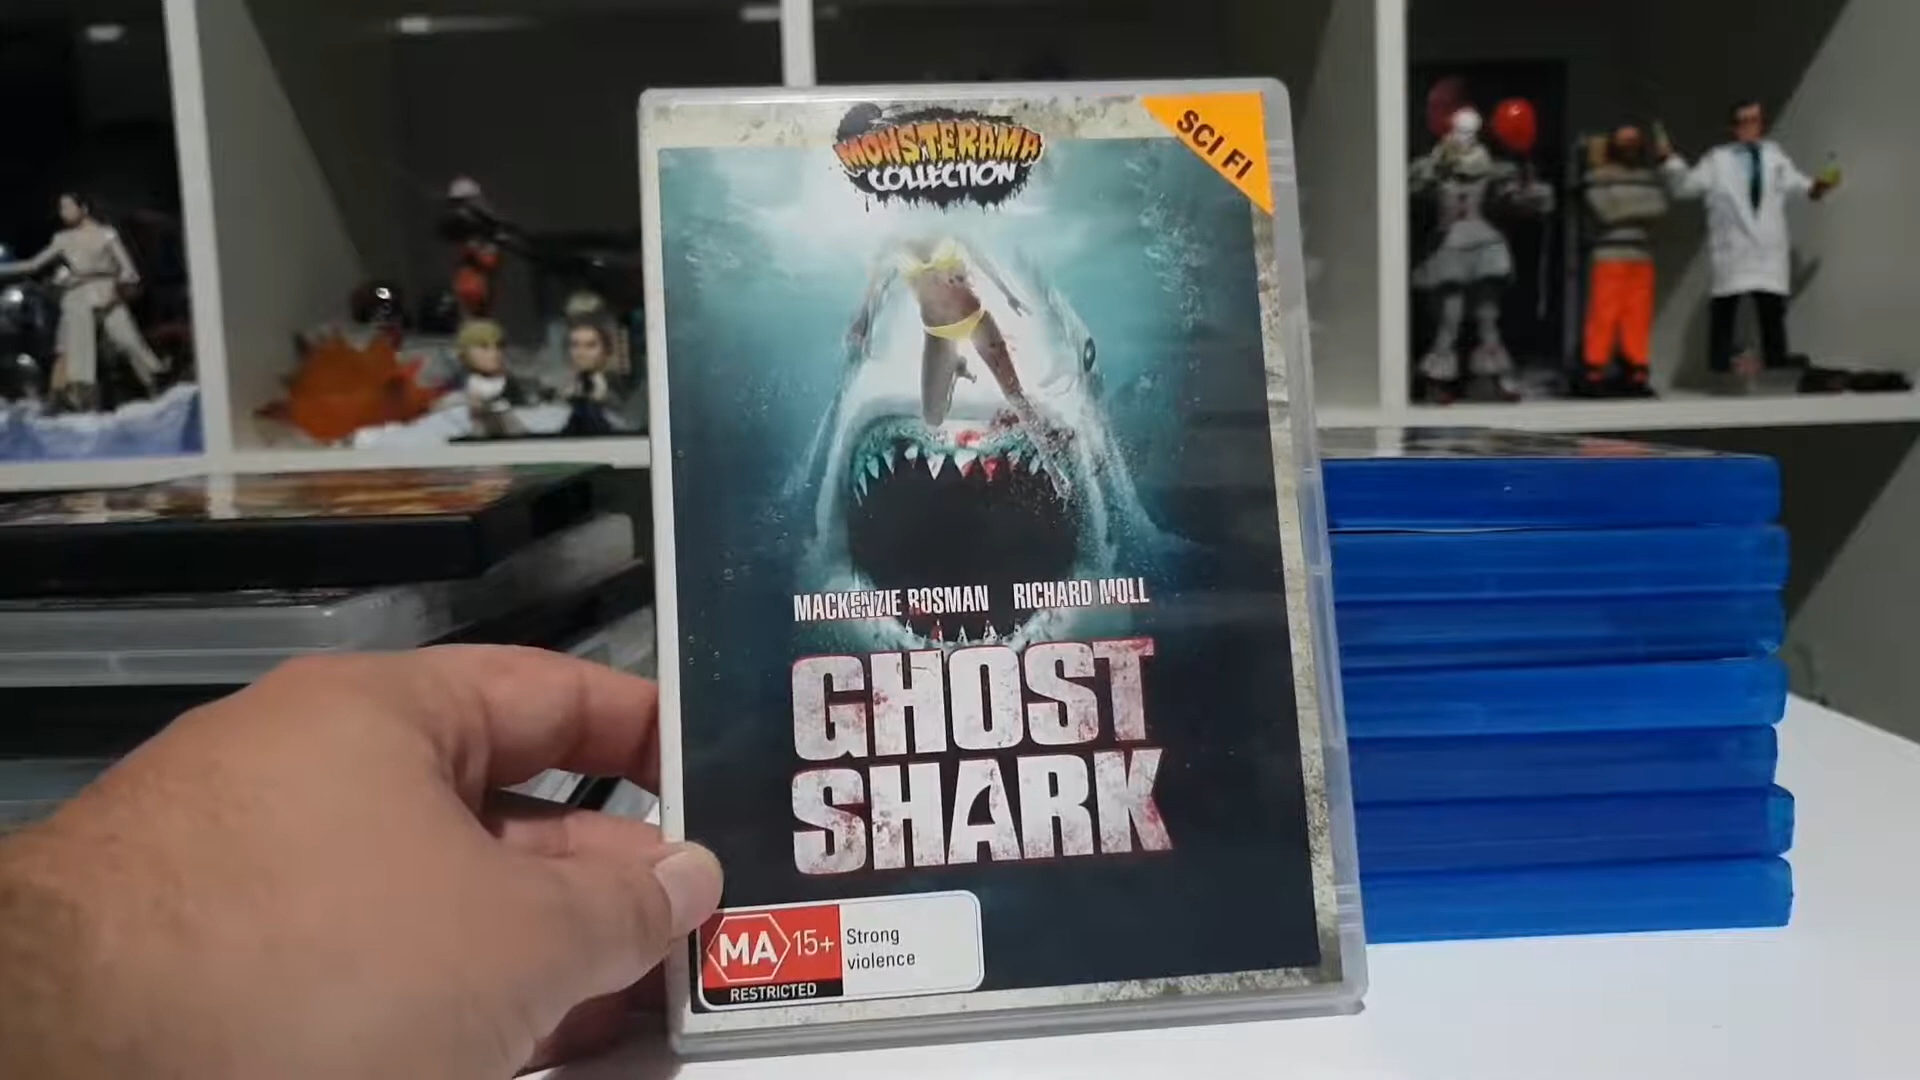 MONSTERAMA
COLLECTION
SCI FI
MACKENZIE ROSMAN RICHARD MOLL
GHOST
SHARK
MA 15+
RESTRICTED
Strong
violence